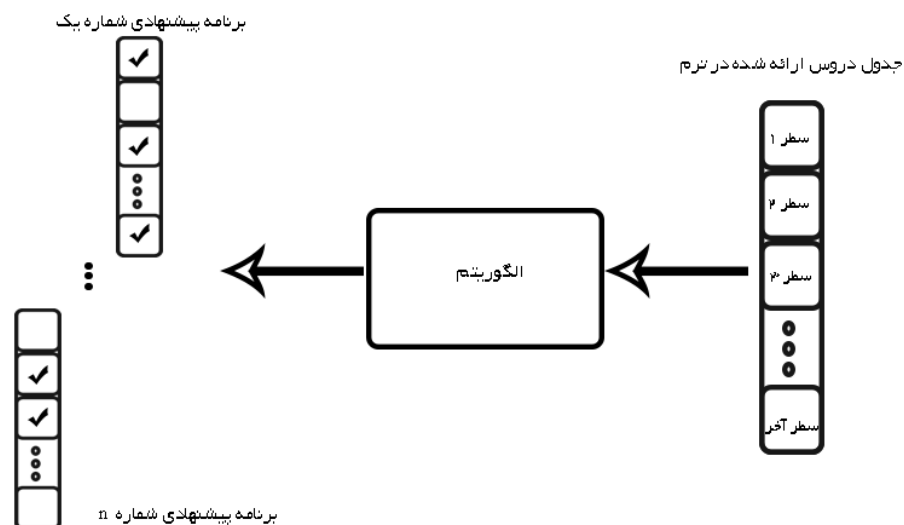 برنامه پیشنهادی شماره یک
جدول دروس ارائه شده در ترم
سطر ۱
سطر ۲
سطر ۳
سطر آخر
الگوریتم
برنامه پیشنهادی شماره n